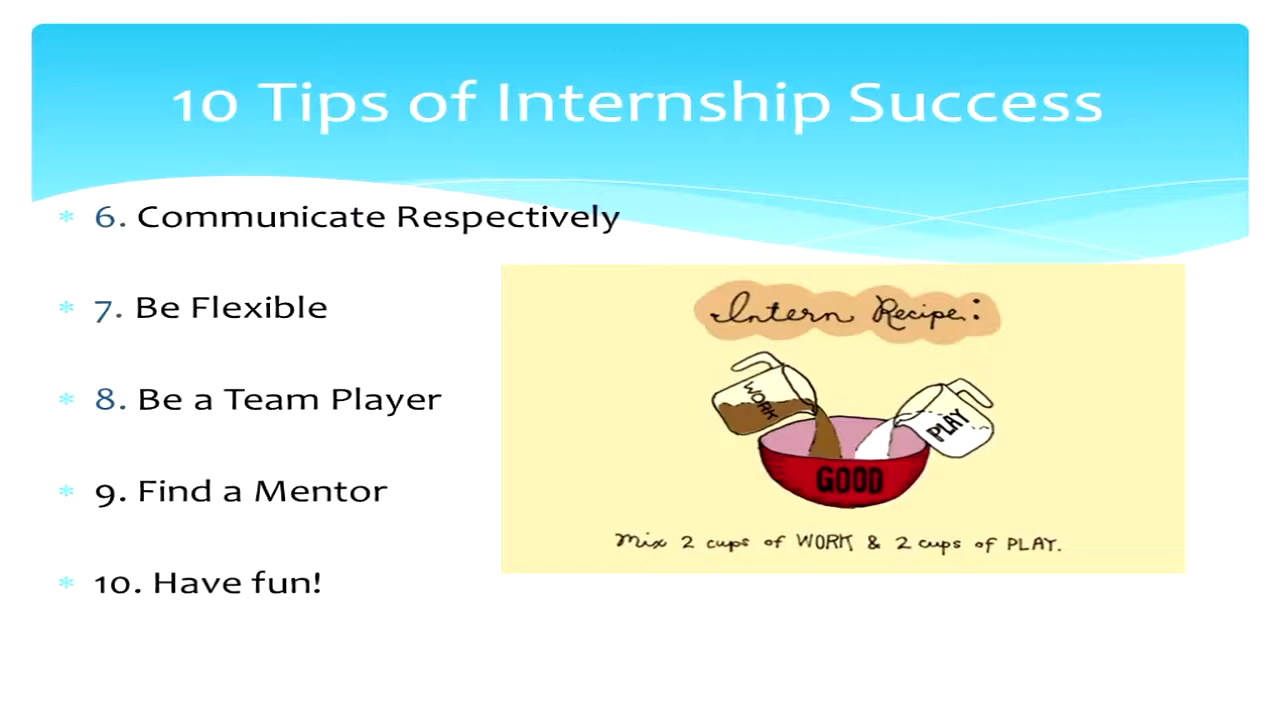 10 Tips of Internship Success
6. Communicate Respectively
7. Be Flexible
8. Be a Team Player
9. Find a Mentor
10. Have fun!
Intern Recipe:
WORK
PLAY
GOOD
Mix 2 cups of WORK & 2 cups of PLAY.